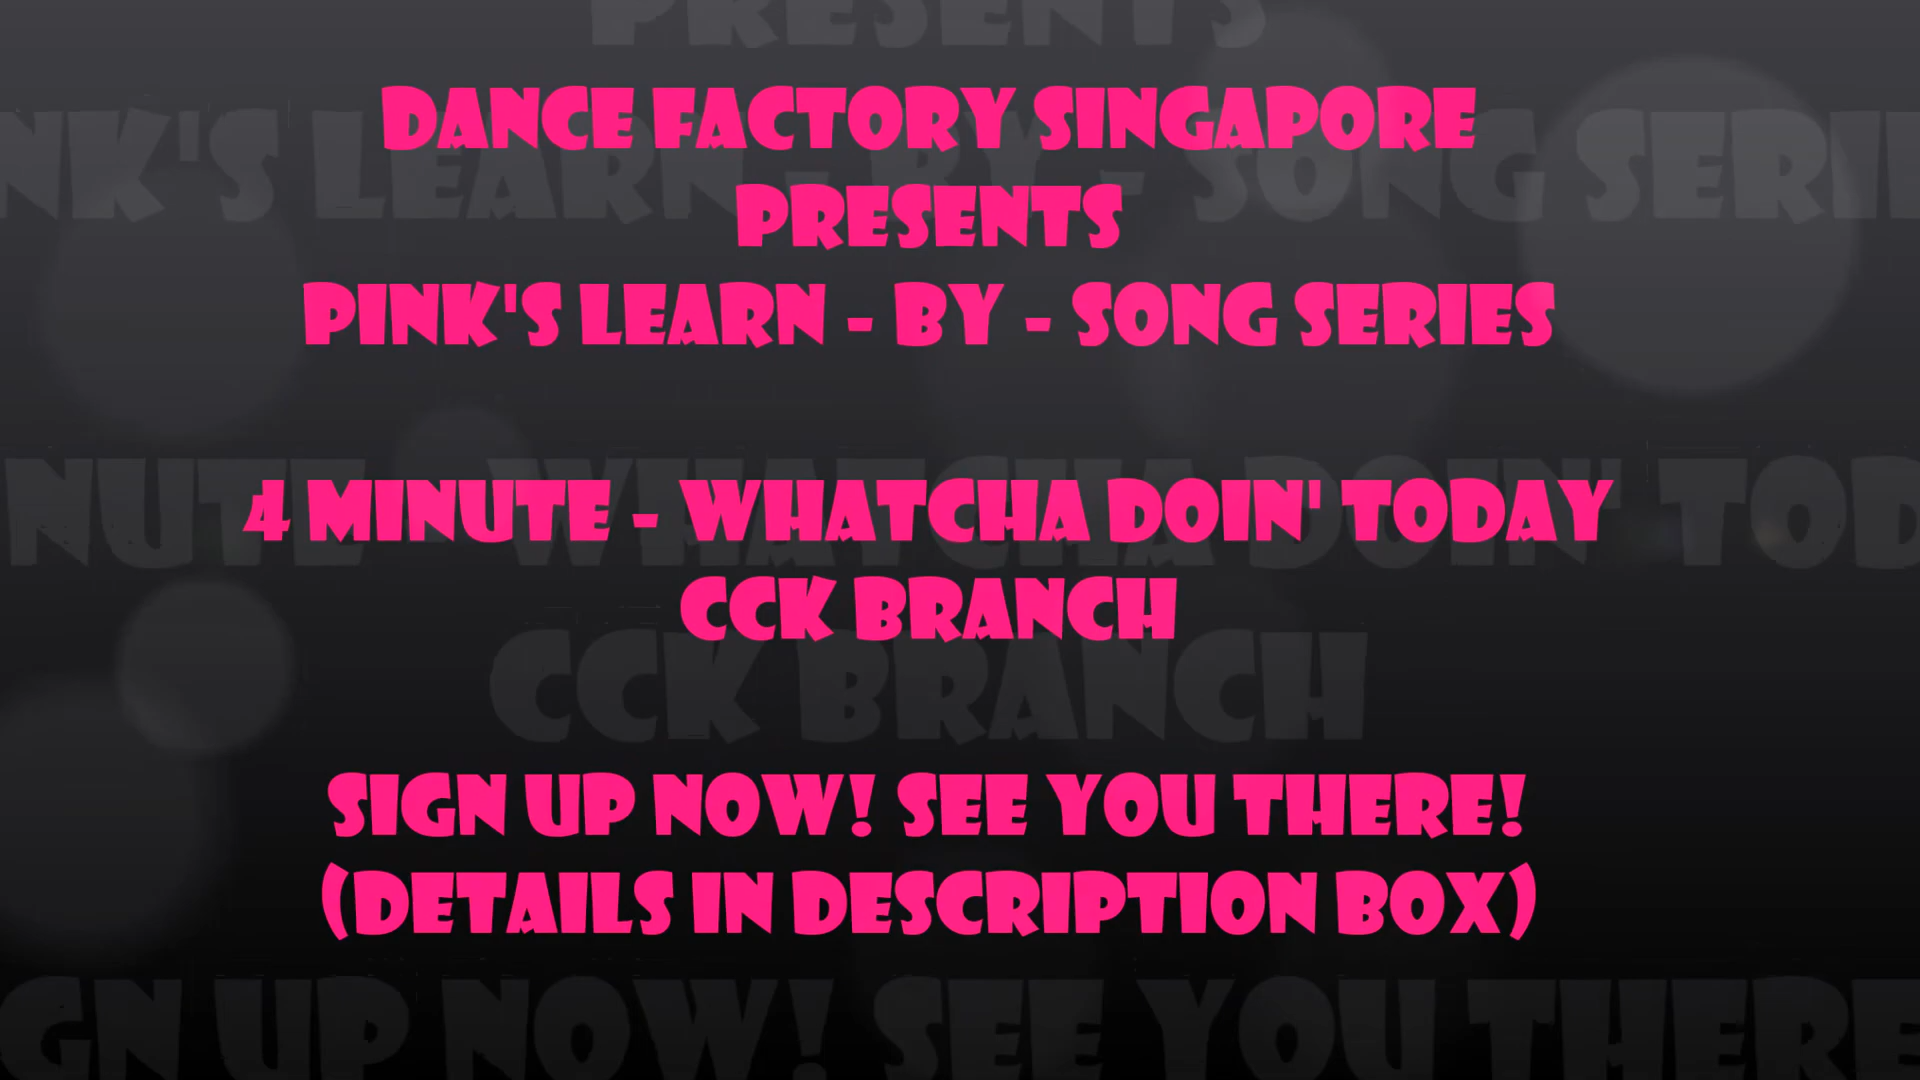 DANCE FACTORY SINGAPORE
PRESENTS
PINK'S LEARN - BY - SONG SERIES
4 MINUTE - WHATCHA DOIN' TODAY
CCK BRANCH
SIGN UP NOW! SEE YOU THERE!
(DETAILS IN DESCRIPTION BOX)